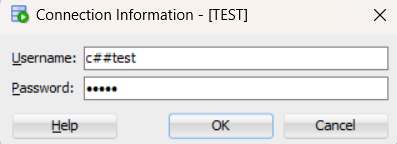 Connection Information - [TEST]
Username: c##test
Password: •••••
Help OK Cancel